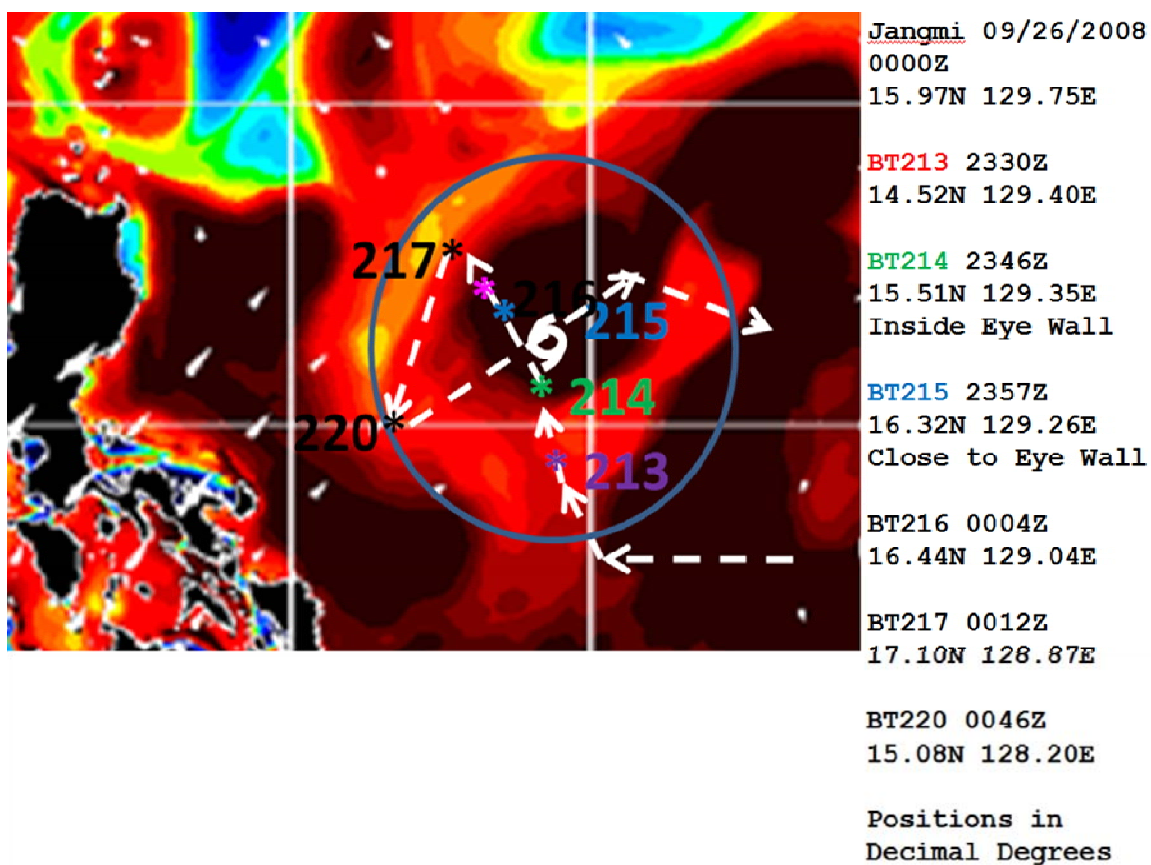 217*
216
215
214
220*
213
Jangmi 09/26/2008
0000Z
15.97N 129.75E
BT213 2330Z
14.52N 129.40E
BT214 2346Z
15.51N 129.35E
Inside Eye Wall
BT215 2357Z
16.32N 129.26E
Close to Eye Wall
BT216 0004Z
16.44N 129.04E
BT217 0012Z
17.10N 128.87E
BT220 0046Z
15.08N 128.20E
Positions in
Decimal Degrees